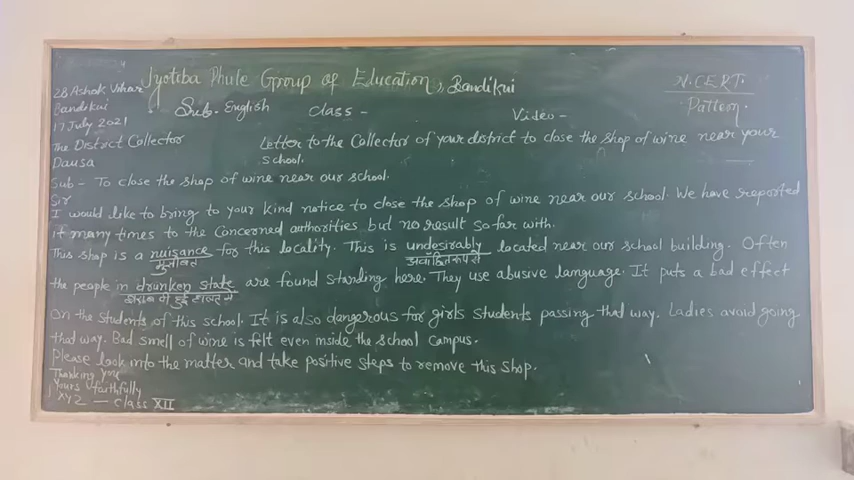 Jyotiba Phule Group of Education, Bandikui
N.CERT.
Pattern.
Sub. English Class - Video -
28 Ashok Vihar
Bandikui
17 July 2021
The District Collector
Dausa
Letter to the Collector of your district to close the shop of wine near your
school.
Sub - To close the shop of wine near our school.
Sir
I would like to bring to your kind notice to close the shop of wine near our school. We have reported
it many times to the Concerned authorities but no result so far with.
This shop is a nuisance for this locality. This is undesirably located near our school building. Often
मुसीबत अवांछित रूप से
the people in drunken state are found standing here. They use abusive language. It puts a bad effect
शराब पी हुई हालत में
on the students of this school. It is also dangerous for girls students passing that way. Ladies avoid going
that way. Bad smell of wine is felt even inside the school campus.
Please look into the matter and take positive steps to remove this shop.
Thanking you
Yours faithfully
XYZ - Class XII